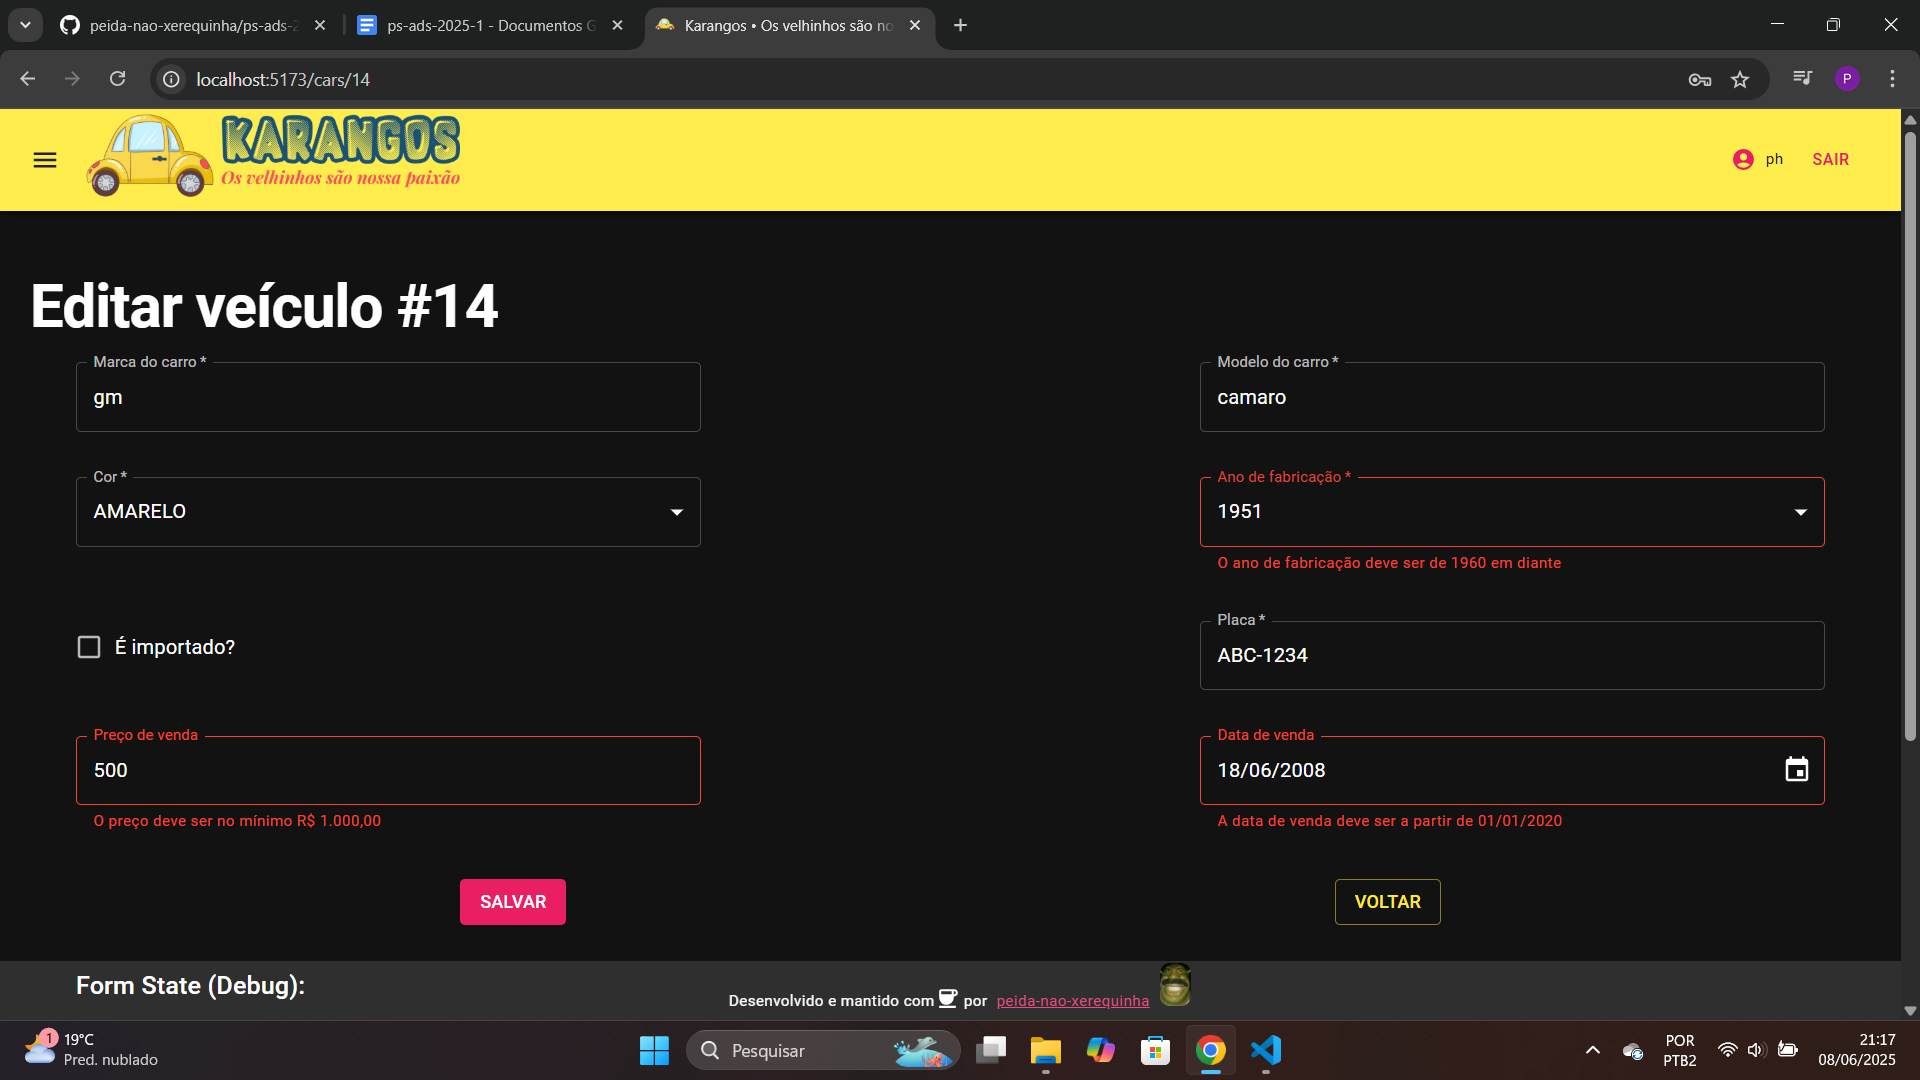 peida-nao-xerequinha/ps-ads-2
ps-ads-2025-1 - Documentos G
Karangos • Os velhinhos são no
localhost:5173/cars/14
P
KARANGOS
Os velhinhos são nossa paixão
ph
SAIR
Editar veículo #14
Marca do carro *
gm
Modelo do carro *
camaro
Cor *
AMARELO
Ano de fabricação *
1951
O ano de fabricação deve ser de 1960 em diante
É importado?
Placa *
ABC-1234
Preço de venda
500
O preço deve ser no mínimo R$ 1.000,00
Data de venda
18/06/2008
A data de venda deve ser a partir de 01/01/2020
SALVAR
VOLTAR
Form State (Debug):
Desenvolvido e mantido com por peida-nao-xerequinha
1
19°C
Pred. nublado
Pesquisar
POR
PTB2
21:17
08/06/2025